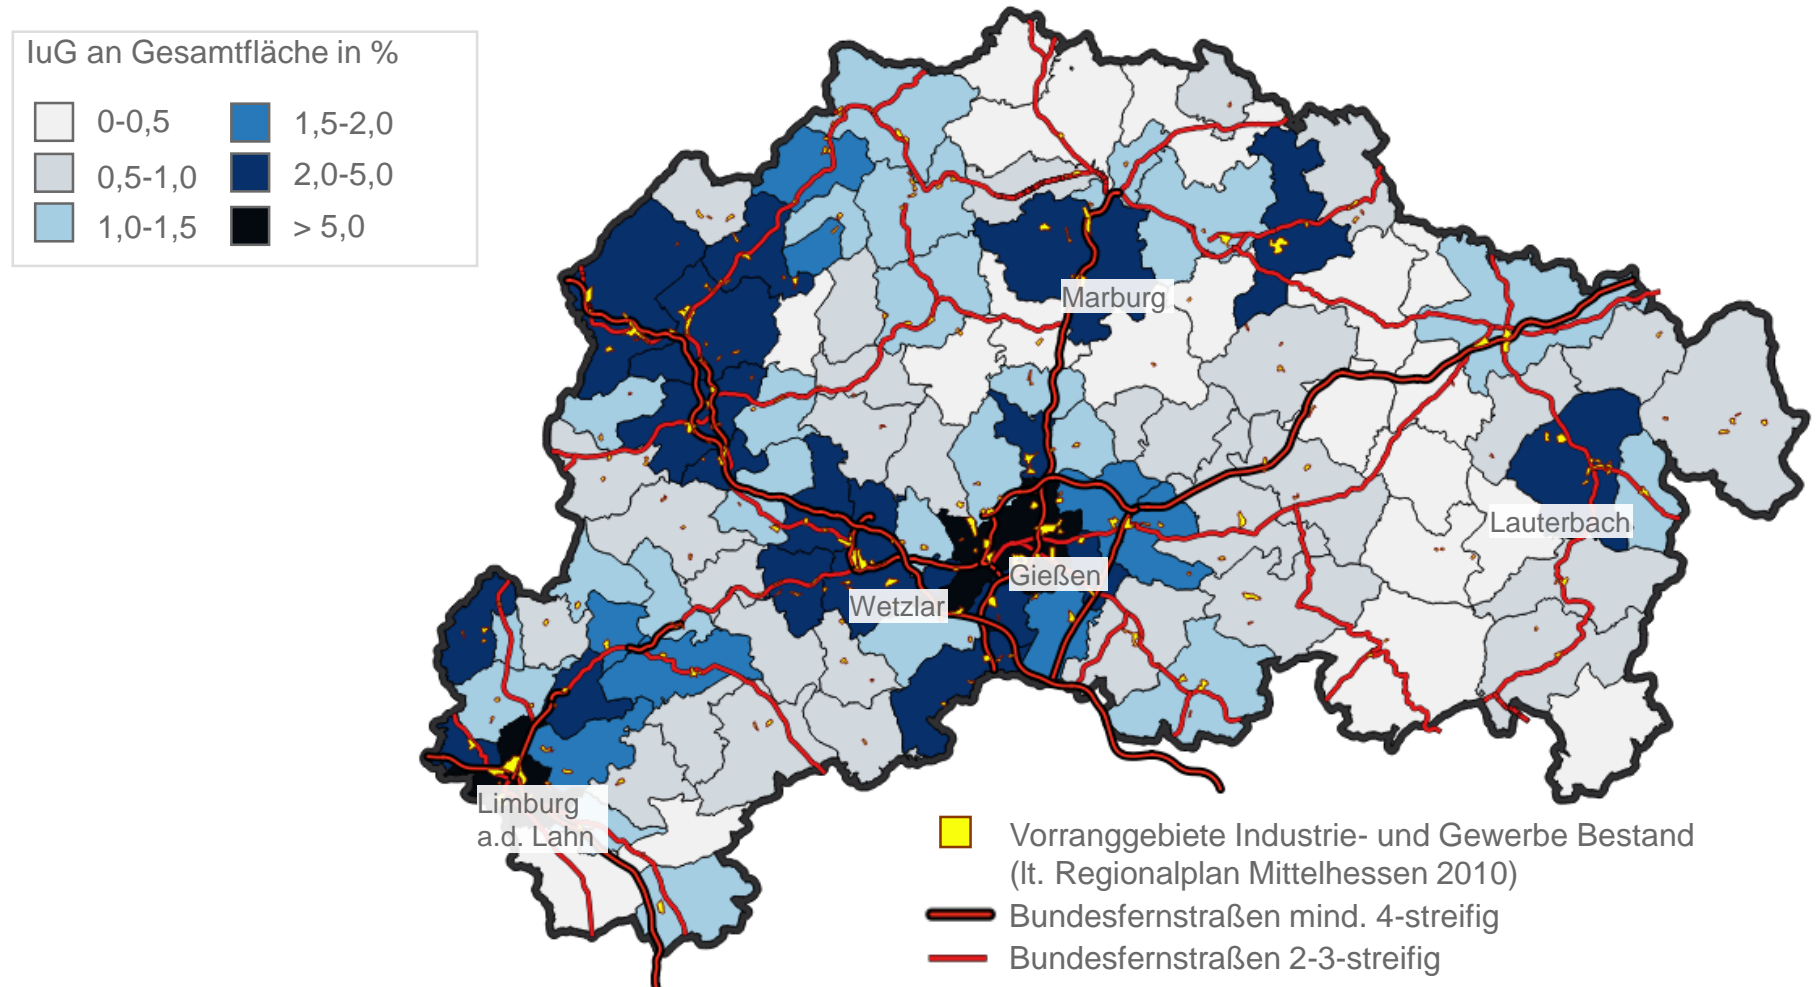 IuG an Gesamtfläche in %
0-0,5
1,5-2,0
0,5-1,0
2,0-5,0
1,0-1,5
> 5,0
Marburg
Lauterbach
Gießen
Wetzlar
Limburg
a.d. Lahn
Vorranggebiete Industrie- und Gewerbe Bestand
(lt. Regionalplan Mittelhessen 2010)
Bundesfernstraßen mind. 4-streifig
Bundesfernstraßen 2-3-streifig